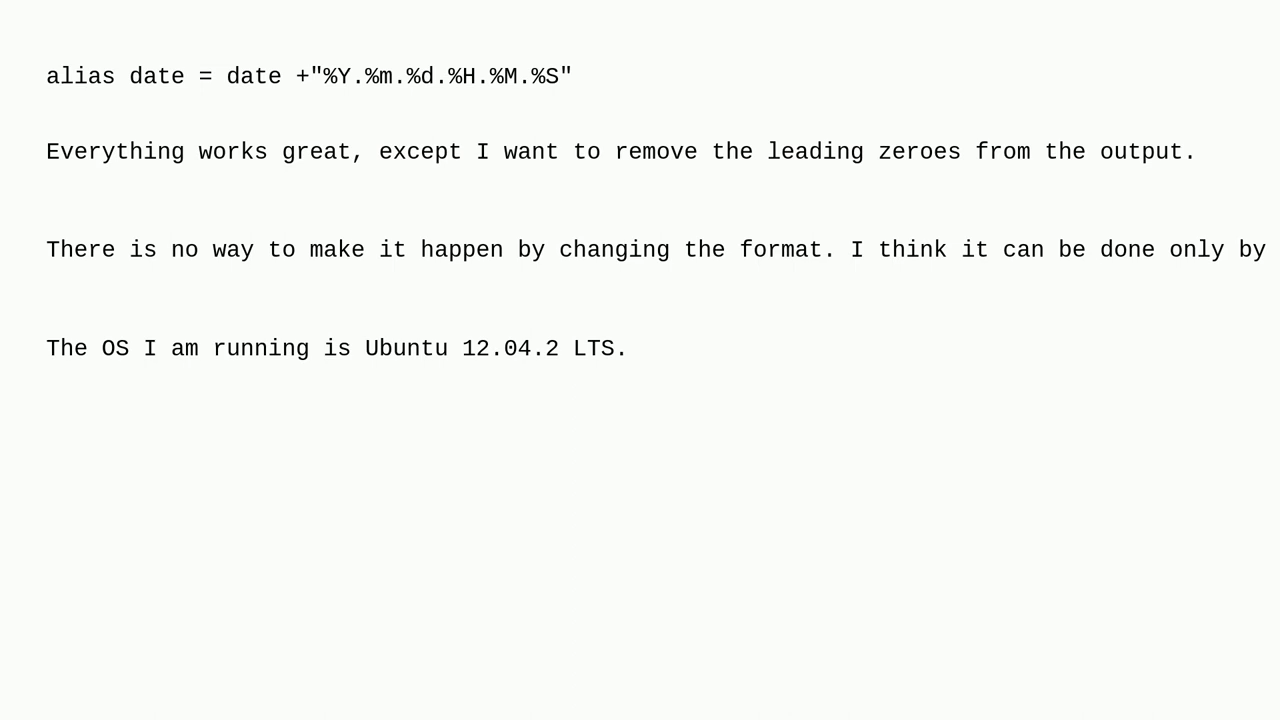 alias date = date +"%Y.%m.%d.%H.%M.%S"
Everything works great, except I want to remove the leading zeroes from the output.
There is no way to make it happen by changing the format. I think it can be done only by
The OS I am running is Ubuntu 12.04.2 LTS.